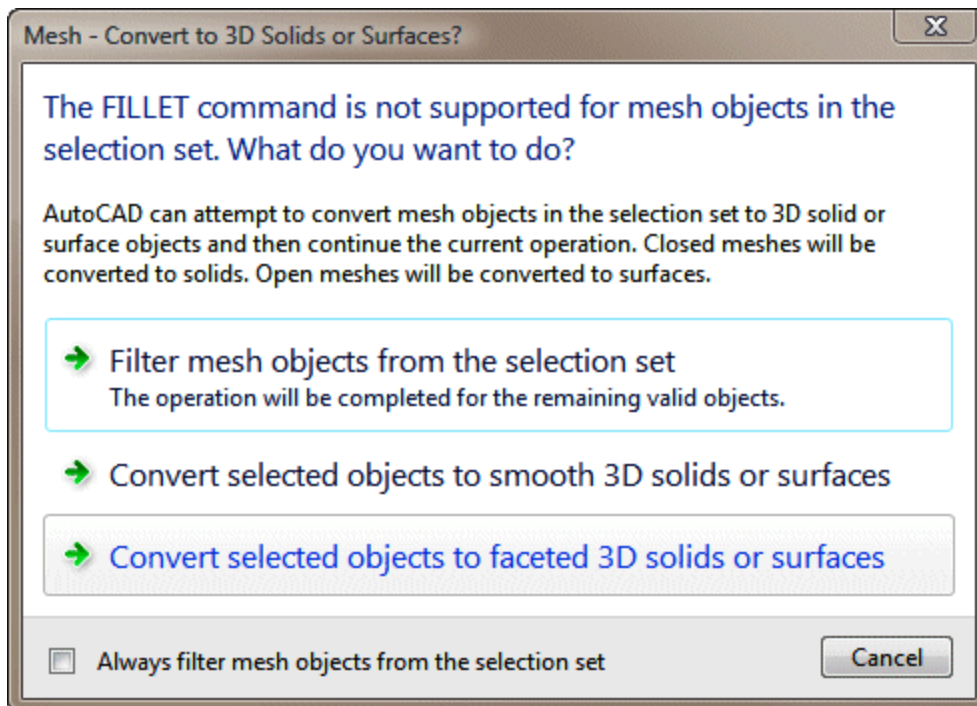 Mesh - Convert to 3D Solids or Surfaces?
The FILLET command is not supported for mesh objects in the
selection set. What do you want to do?
AutoCAD can attempt to convert mesh objects in the selection set to 3D solid or
surface objects and then continue the current operation. Closed meshes will be
converted to solids. Open meshes will be converted to surfaces.
Filter mesh objects from the selection set
The operation will be completed for the remaining valid objects.
Convert selected objects to smooth 3D solids or surfaces
Convert selected objects to faceted 3D solids or surfaces
Always filter mesh objects from the selection set
Cancel